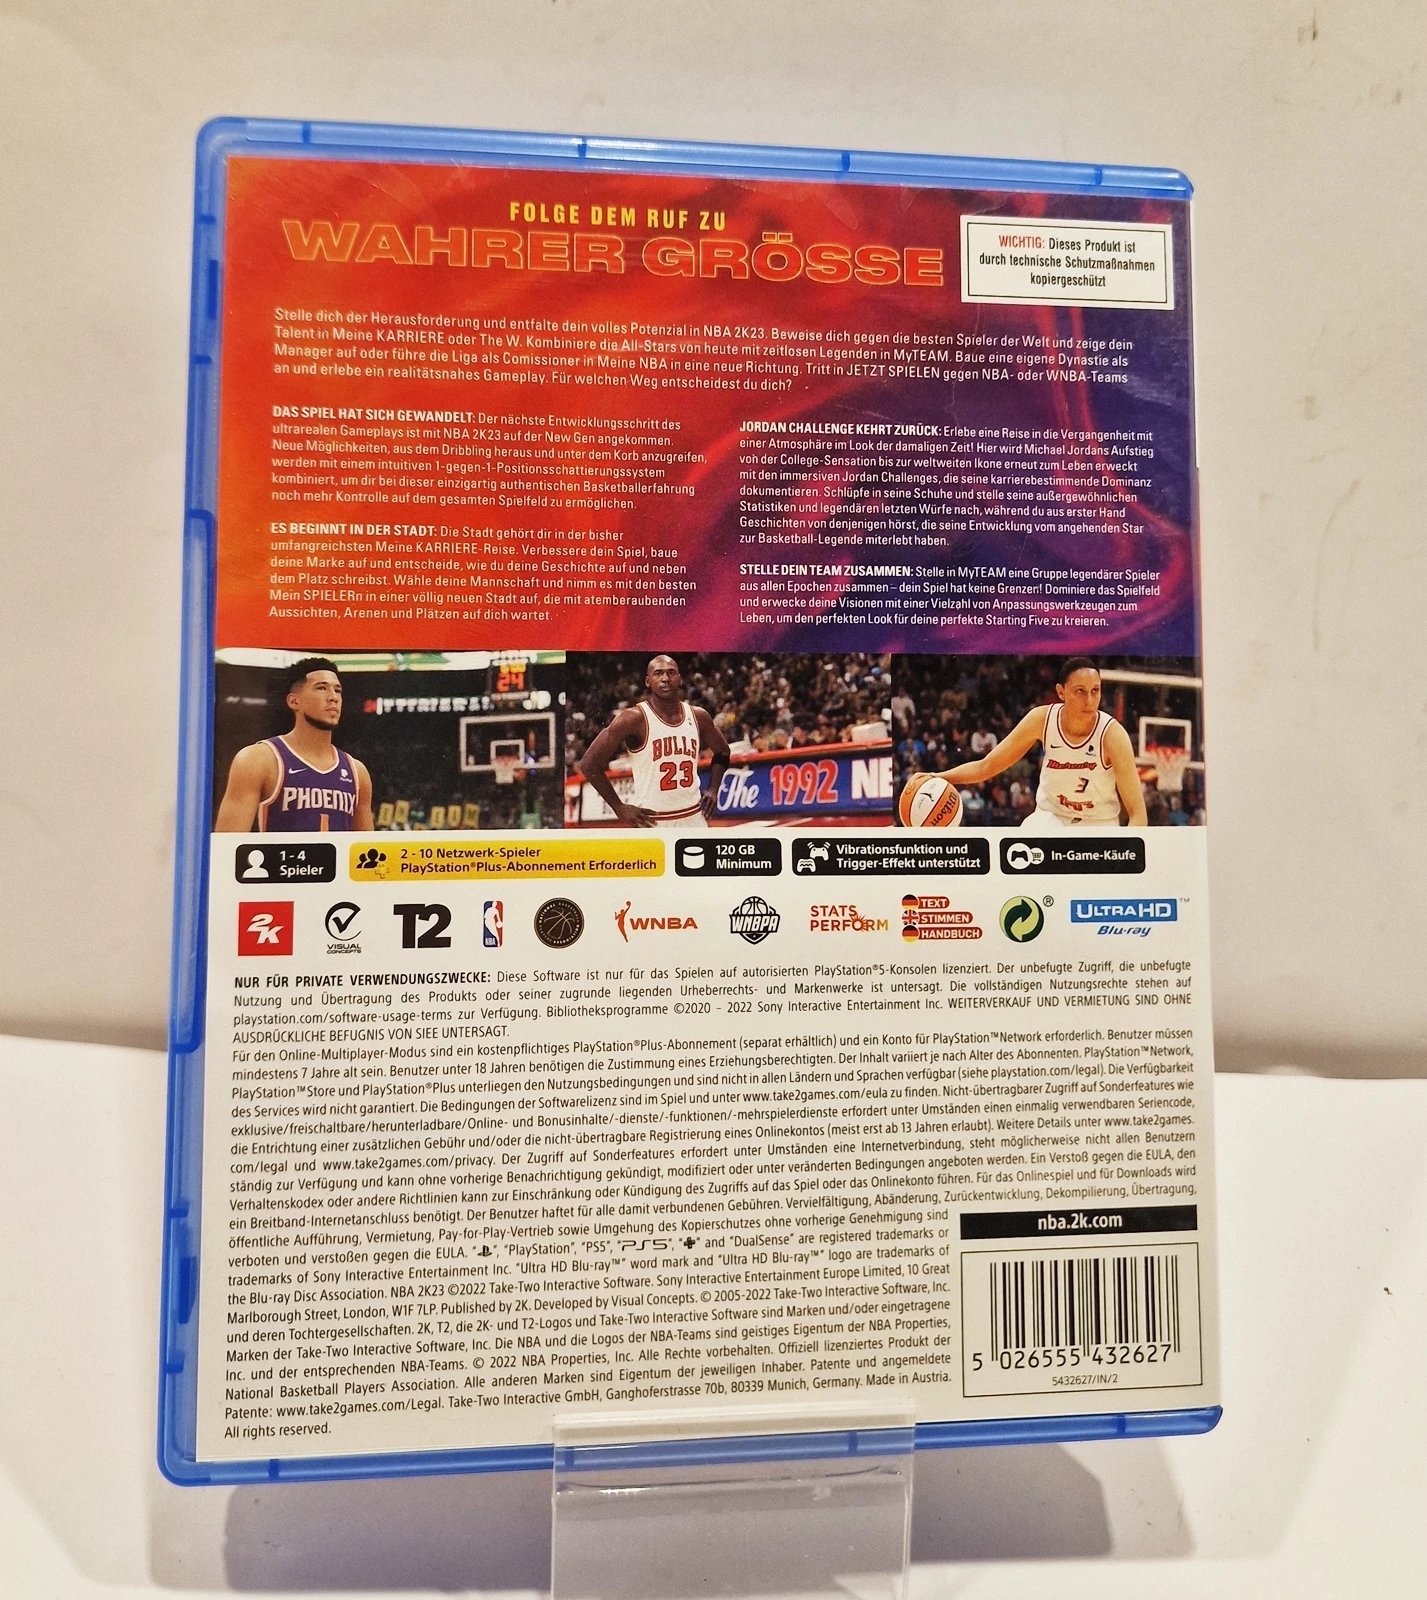 FOLGE DEM RUF ZU
WAHRER GRÖSSE
WICHTIG: Dieses Produkt ist
durch technische Schutzmaßnahmen
kopiergeschützt
Stelle dich der Herausforderung und entfalte dein volles Potenzial in NBA 2K23. Beweise dich gegen die besten Spieler der Welt und zeige dein
Talent in Meine KARRIERE oder The W. Kombiniere die All-Stars von heute mit zeitlosen Legenden in MyTEAM. Baue eine eigene Dynastie als
Manager auf oder führe die Liga als Comissioner in Meine NBA in eine neue Richtung. Tritt in JETZT SPIELEN gegen NBA- oder WNBA-Teams
an und erlebe ein realitätsnahes Gameplay. Für welchen Weg entscheidest du dich?
DAS SPIEL HAT SICH GEWANDELT: Der nächste Entwicklungsschritt des
ultrarealen Gameplays ist mit NBA 2K23 auf der New Gen angekommen.
Neue Möglichkeiten, aus dem Dribbling heraus und unter dem Korb anzugreifen,
werden mit einem intuitiven 1-gegen-1-Positionsschattierungssystem
kombiniert, um dir bei dieser einzigartig authentischen Basketballerfahrung
noch mehr Kontrolle auf dem gesamten Spielfeld zu ermöglichen.
ES BEGINNT IN DER STADT: Die Stadt gehört dir in der bisher
umfangreichsten Meine KARRIERE-Reise. Verbessere dein Spiel, baue
deine Marke auf und entscheide, wie du deine Geschichte auf und neben
dem Platz schreibst. Wähle deine Mannschaft und nimm es mit den besten
Mein SPIELERn in einer völlig neuen Stadt auf, die mit atemberaubenden
Aussichten, Arenen und Plätzen auf dich wartet.
JORDAN CHALLENGE KEHRT ZURÜCK: Erlebe eine Reise in die Vergangenheit mit
einer Atmosphäre im Look der damaligen Zeit! Hier wird Michael Jordans Aufstieg
von der College-Sensation bis zur weltweiten Ikone erneut zum Leben erweckt
mit den immersiven Jordan Challenges, die seine karrierebestimmende Dominanz
dokumentieren. Schlüpfe in seine Schuhe und stelle seine außergewöhnlichen
Statistiken und legendären letzten Würfe nach, während du aus erster Hand
Geschichten von denjenigen hörst, die seine Entwicklung vom angehenden Star
zur Basketball-Legende miterlebt haben.
STELLE DEIN TEAM ZUSAMMEN: Stelle in MyTEAM eine Gruppe legendärer Spieler
aus allen Epochen zusammen – dein Spiel hat keine Grenzen! Dominiere das Spielfeld
und erwecke deine Visionen mit einer Vielzahl von Anpassungswerkzeugen zum
Leben, um den perfekten Look für deine perfekte Starting Five zu kreieren.
24
PHOENIX
1
BULLS
23
The 1992 NE
Wilson
Mercury
3
1 - 4
Spieler
2 - 10 Netzwerk-Spieler
PlayStation®Plus-Abonnement Erforderlich
120 GB
Minimum
Vibrationsfunktion und
Trigger-Effekt unterstützt
In-Game-Käufe
2K
VISUAL
CONCEPTS
T2
NBA
WNBA
WNBPA
STATS
PERFORM
TEXT
STIMMEN
HANDBUCH
®
ULTRA HD™
Blu-ray
NUR FÜR PRIVATE VERWENDUNGSZWECKE: Diese Software ist nur für das Spielen auf autorisierten PlayStation®5-Konsolen lizenziert. Der unbefugte Zugriff, die unbefugte
Nutzung und Übertragung des Produkts oder seiner zugrunde liegenden Urheberrechts- und Markenwerke ist untersagt. Die vollständigen Nutzungsrechte stehen auf
playstation.com/software-usage-terms zur Verfügung. Bibliotheksprogramme ©2020 - 2022 Sony Interactive Entertainment Inc. WEITERVERKAUF UND VERMIETUNG SIND OHNE
AUSDRÜCKLICHE BEFUGNIS VON SIEE UNTERSAGT.
Für den Online-Multiplayer-Modus sind ein kostenpflichtiges PlayStation®Plus-Abonnement (separat erhältlich) und ein Konto für PlayStation™Network erforderlich. Benutzer müssen
mindestens 7 Jahre alt sein. Benutzer unter 18 Jahren benötigen die Zustimmung eines Erziehungsberechtigten. Der Inhalt variiert je nach Alter des Abonnenten. PlayStation™Network,
PlayStation™Store und PlayStation®Plus unterliegen den Nutzungsbedingungen und sind nicht in allen Ländern und Sprachen verfügbar (siehe playstation.com/legal). Die Verfügbarkeit
des Services wird nicht garantiert. Die Bedingungen der Softwarelizenz sind im Spiel und unter www.take2games.com/eula zu finden. Nicht-übertragbarer Zugriff auf Sonderfeatures wie
exklusive/freischaltbare/herunterladbare/Online- und Bonusinhalte/-dienste/-funktionen/-mehrspielerdienste erfordert unter Umständen einen einmalig verwendbaren Seriencode,
die Entrichtung einer zusätzlichen Gebühr und/oder die nicht-übertragbare Registrierung eines Onlinekontos (meist erst ab 13 Jahren erlaubt). Weitere Details unter www.take2games.
com/legal und www.take2games.com/privacy. Der Zugriff auf Sonderfeatures erfordert unter Umständen eine Internetverbindung, steht möglicherweise nicht allen Benutzern
ständig zur Verfügung und kann ohne vorherige Benachrichtigung gekündigt, modifiziert oder unter veränderten Bedingungen angeboten werden. Ein Verstoß gegen die EULA, den
Verhaltenskodex oder andere Richtlinien kann zur Einschränkung oder Kündigung des Zugriffs auf das Spiel oder das Onlinekonto führen. Für das Onlinespiel und für Downloads wird
ein Breitband-Internetanschluss benötigt. Der Benutzer haftet für alle damit verbundenen Gebühren. Vervielfältigung, Abänderung, Zurückentwicklung, Dekompilierung, Übertragung,
öffentliche Aufführung, Vermietung, Pay-for-Play-Vertrieb sowie Umgehung des Kopierschutzes ohne vorherige Genehmigung sind
verboten und verstoßen gegen die EULA. "", "PlayStation", "PS5", "PS5", "" and "DualSense" are registered trademarks or
trademarks of Sony Interactive Entertainment Inc. "Ultra HD Blu-ray™" word mark and "Ultra HD Blu-ray™" logo are trademarks of
the Blu-ray Disc Association. NBA 2K23 ©2022 Take-Two Interactive Software. Sony Interactive Entertainment Europe Limited, 10 Great
Marlborough Street, London, W1F 7LP. Published by 2K. Developed by Visual Concepts. © 2005-2022 Take-Two Interactive Software, Inc.
und deren Tochtergesellschaften. 2K, T2, die 2K- und T2-Logos und Take-Two Interactive Software sind Marken und/oder eingetragene
Marken der Take-Two Interactive Software, Inc. Die NBA und die Logos der NBA-Teams sind geistiges Eigentum der NBA Properties,
Inc. und der entsprechenden NBA-Teams. © 2022 NBA Properties, Inc. Alle Rechte vorbehalten. Offiziell lizenziertes Produkt der
National Basketball Players Association. Alle anderen Marken sind Eigentum der jeweiligen Inhaber. Patente und angemeldete
Patente: www.take2games.com/Legal. Take-Two Interactive GmbH, Ganghoferstrasse 70b, 80339 Munich, Germany. Made in Austria.
All rights reserved.
nba.2k.com
5 026555 432627
5432627/IN/2